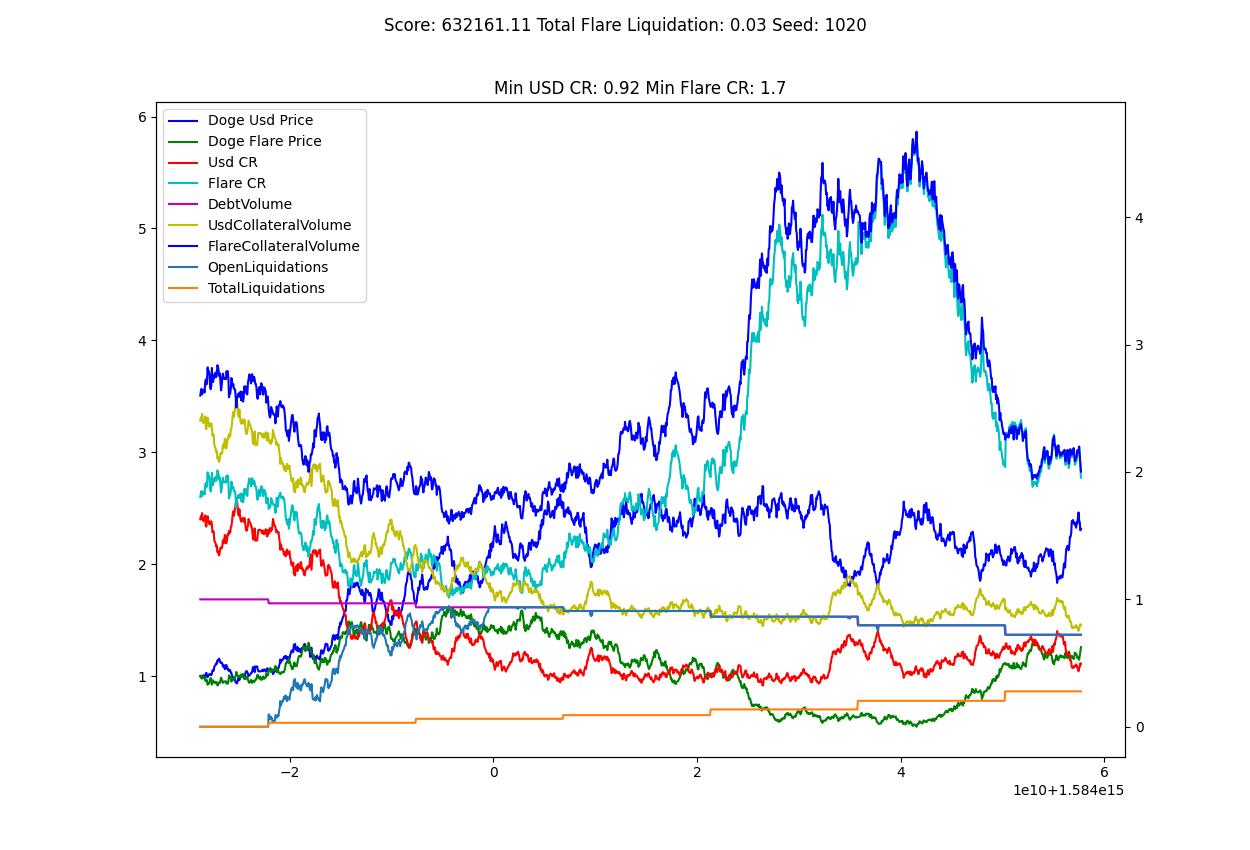 Score: 632161.11 Total Flare Liquidation: 0.03 Seed: 1020
Min USD CR: 0.92 Min Flare CR: 1.7
Doge Usd Price
Doge Flare Price
Usd CR
Flare CR
DebtVolume
UsdCollateralVolume
FlareCollateralVolume
OpenLiquidations
TotalLiquidations
6
5
4
3
2
1
4
3
2
1
0
−2
0
2
4
6
1e10+1.584e15